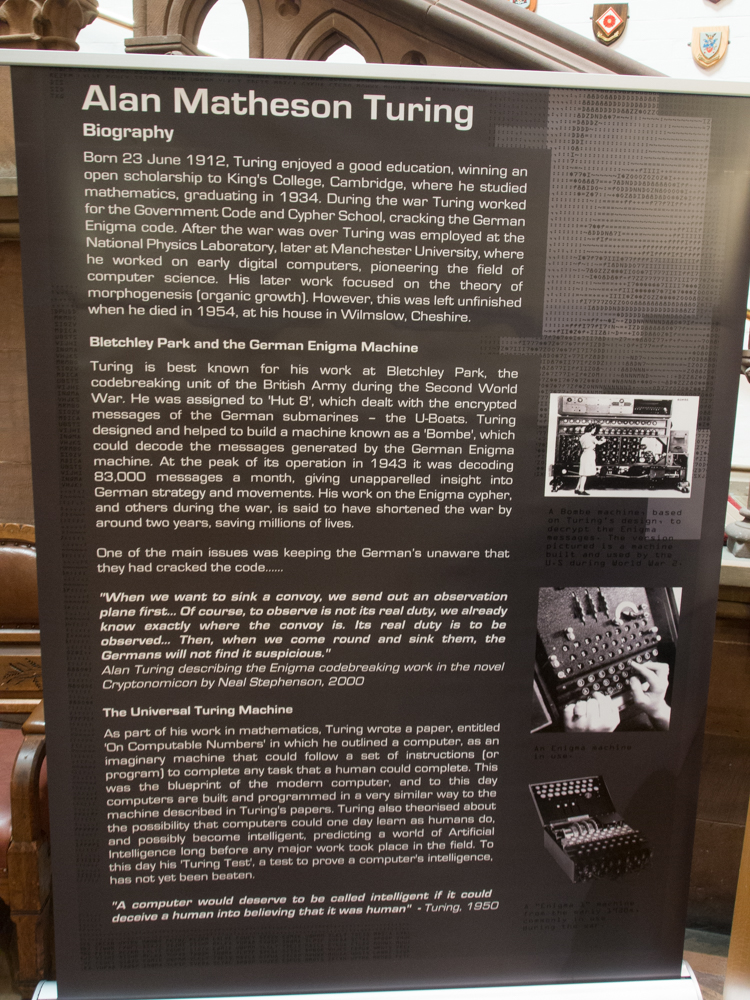 Alan Matheson Turing
Biography
Born 23 June 1912, Turing enjoyed a good education, winning an
open scholarship to King's College, Cambridge, where he studied
mathematics, graduating in 1934. During the war Turing worked
for the Government Code and Cypher School, cracking the German
Enigma code. After the war was over Turing was employed at the
National Physics Laboratory, later at Manchester University, where
he worked on early digital computers, pioneering the field of
computer science. His later work focused on the theory of
morphogenesis (organic growth). However, this was left unfinished
when he died in 1954, at his house in Wilmslow, Cheshire.
Bletchley Park and the German Enigma Machine
Turing is best known for his work at Bletchley Park, the
codebreaking unit of the British Army during the Second World
War. He was assigned to 'Hut 8', which dealt with the encrypted
messages of the German submarines – the U-Boats. Turing
designed and helped to build a machine known as a 'Bombe', which
could decode the messages generated by the German Enigma
machine. At the peak of its operation in 1943 it was decoding
83,000 messages a month, giving unapparelled insight into
German strategy and movements. His work on the Enigma cypher,
and others during the war, is said to have shortened the war by
around two years, saving millions of lives.
One of the main issues was keeping the German's unaware that
they had cracked the code......
"When we want to sink a convoy, we send out an observation
plane first... Of course, to observe is not its real duty, we already
know exactly where the convoy is. Its real duty is to be
observed... Then, when we come round and sink them, the
Germans will not find it suspicious."
Alan Turing describing the Enigma codebreaking work in the novel
Cryptonomicon by Neal Stephenson, 2000
The Universal Turing Machine
As part of his work in mathematics, Turing wrote a paper, entitled
'On Computable Numbers' in which he outlined a computer, as an
imaginary machine that could follow a set of instructions (or
program) to complete any task that a human could complete. This
was the blueprint of the modern computer, and to this day
computers are built and programmed in a very similar way to the
machine described in Turing's papers. Turing also theorised about
the possibility that computers could one day learn as humans do,
and possibly become intelligent, predicting a world of Artificial
Intelligence long before any major work took place in the field. To
this day his 'Turing Test', a test to prove a computer's intelligence,
has not yet been beaten.
"A computer would deserve to be called intelligent if it could
deceive a human into believing that it was human" - Turing, 1950
A Bombe machine, based
on Turing's design, to
decrypt the Enigma
messages. The version
pictured is a machine
built and used by the
U.S during World War 2.
An Enigma machine
in use.